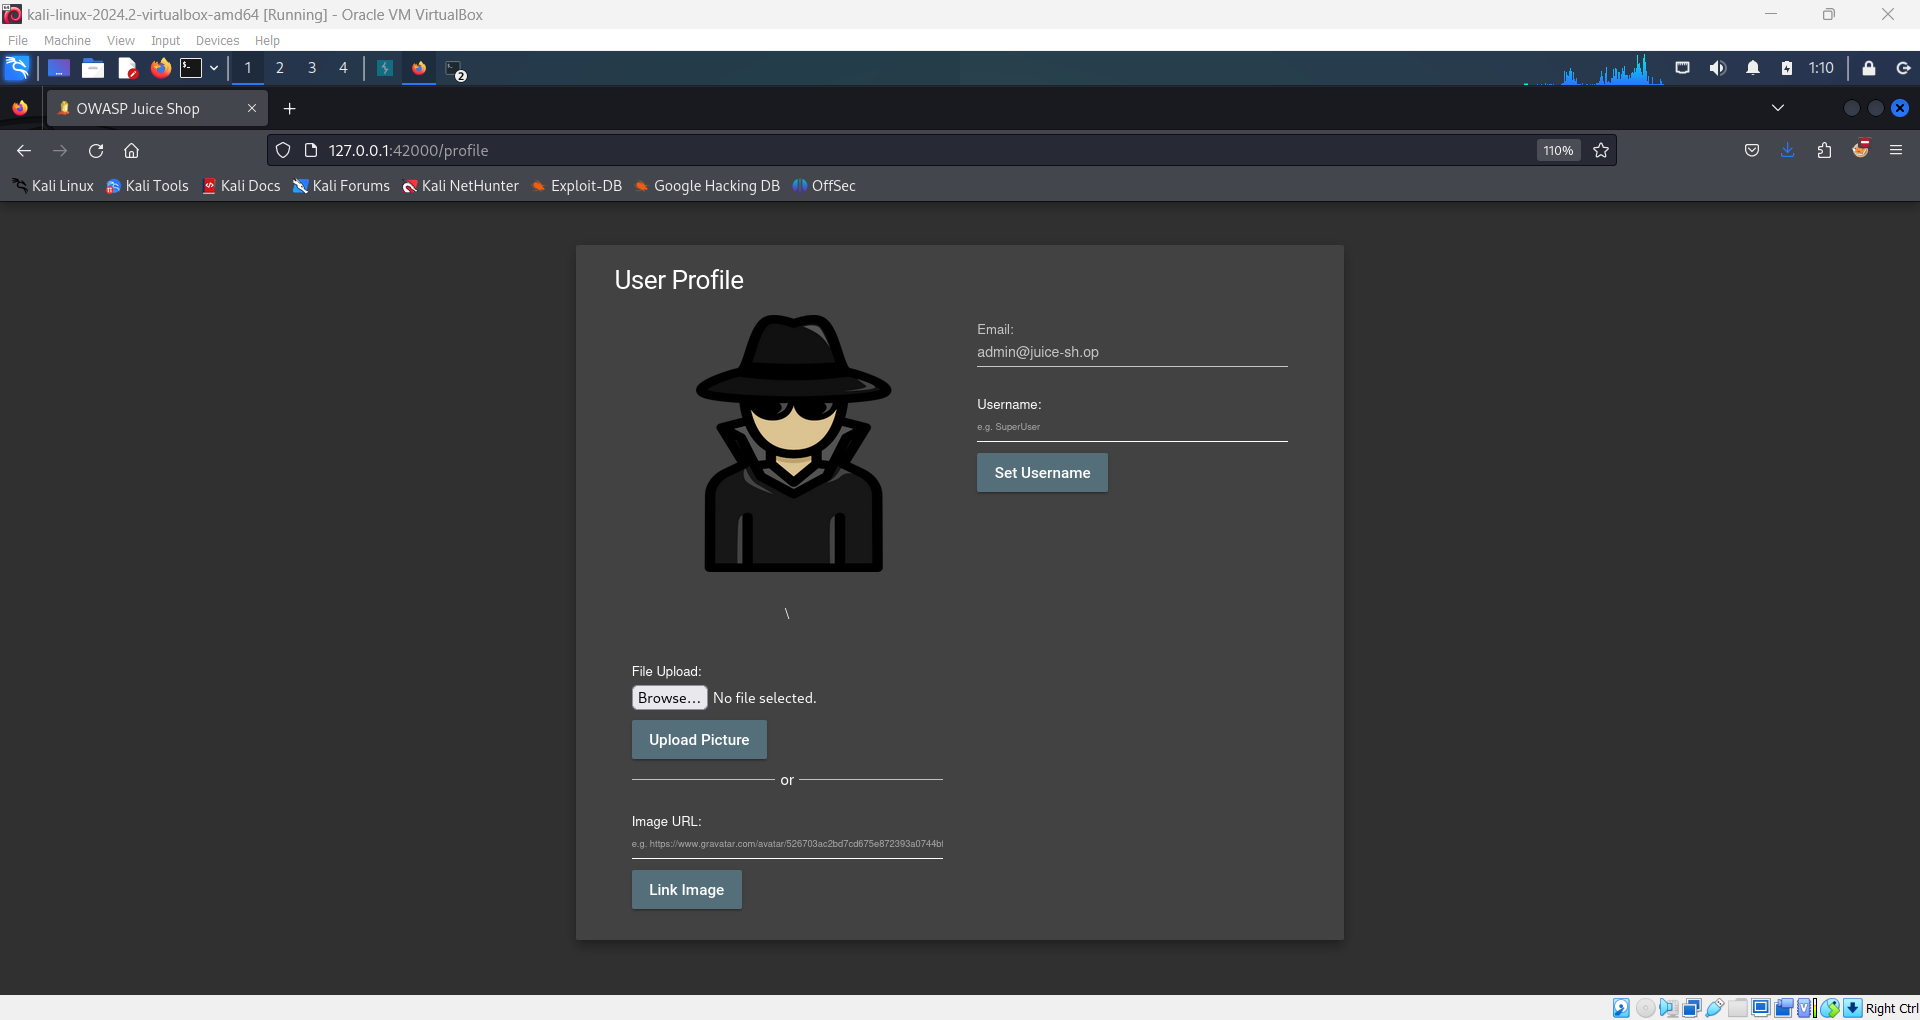 kali-linux-2024.2-virtualbox-amd64 [Running] - Oracle VM VirtualBox
File Machine View Input Devices Help
1 2 3 4 2 1:10
OWASP Juice Shop
127.0.0.1:42000/profile 110%
Kali Linux Kali Tools Kali Docs Kali Forums Kali NetHunter Exploit-DB Google Hacking DB OffSec
User Profile
Email:
admin@juice-sh.op
Username:
e.g. SuperUser
Set Username
\
File Upload:
Browse... No file selected.
Upload Picture
or
Image URL:
e.g. https://www.gravatar.com/avatar/526703ac2bd7cd675e872393a0744bf
Link Image
Right Ctrl